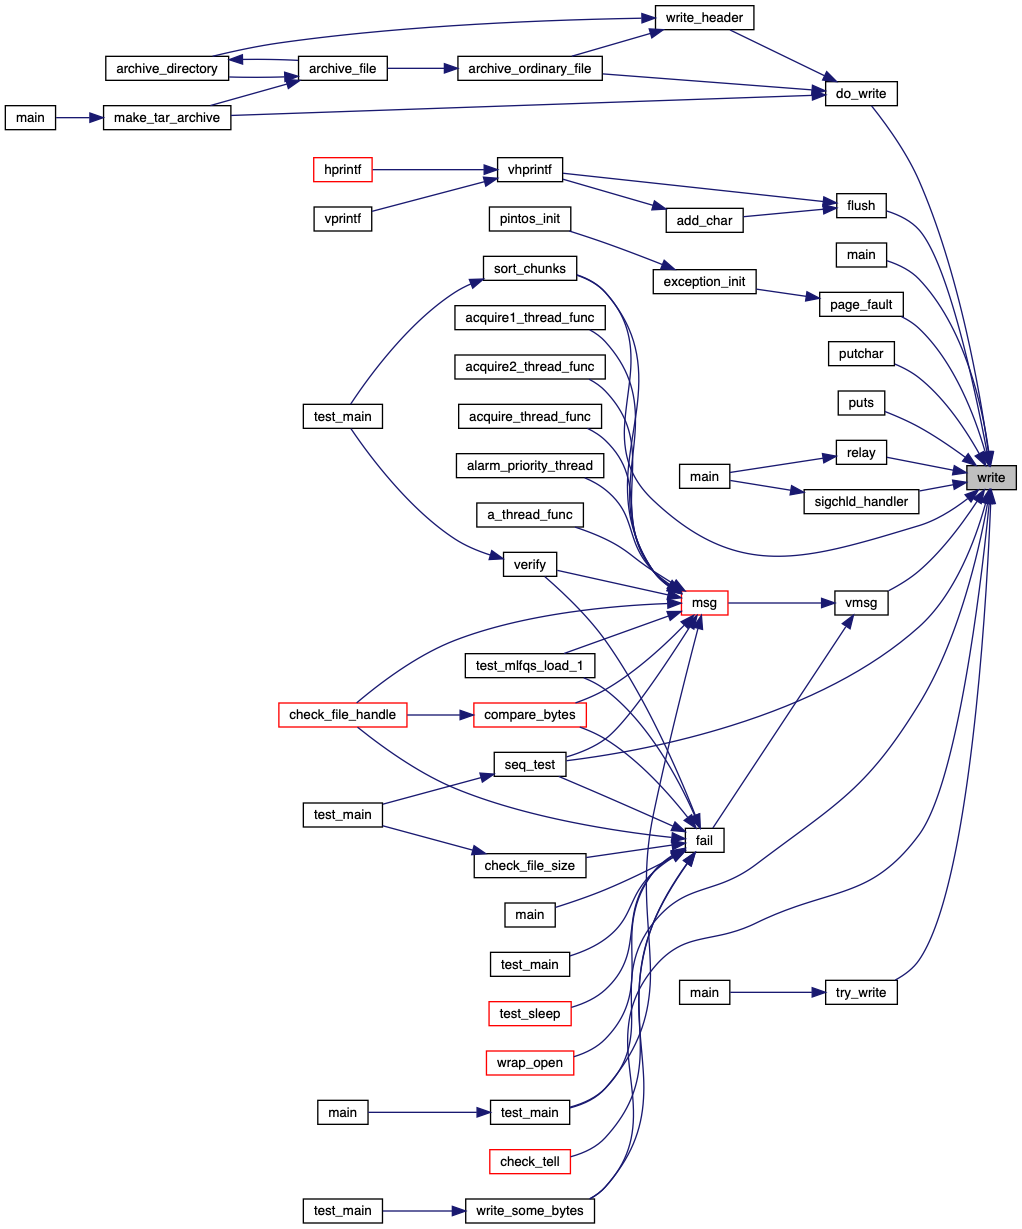 write_header
archive_directory
archive_file
archive_ordinary_file
do_write
main
make_tar_archive
hprintf
vhprintf
vprintf
pintos_init
add_char
flush
main
sort_chunks
exception_init
page_fault
acquire1_thread_func
putchar
acquire2_thread_func
puts
test_main
acquire_thread_func
relay
alarm_priority_thread
main
write
sigchld_handler
a_thread_func
verify
msg
vmsg
test_mlfqs_load_1
check_file_handle
compare_bytes
seq_test
test_main
fail
check_file_size
main
test_main
main
try_write
test_sleep
wrap_open
main
test_main
check_tell
test_main
write_some_bytes